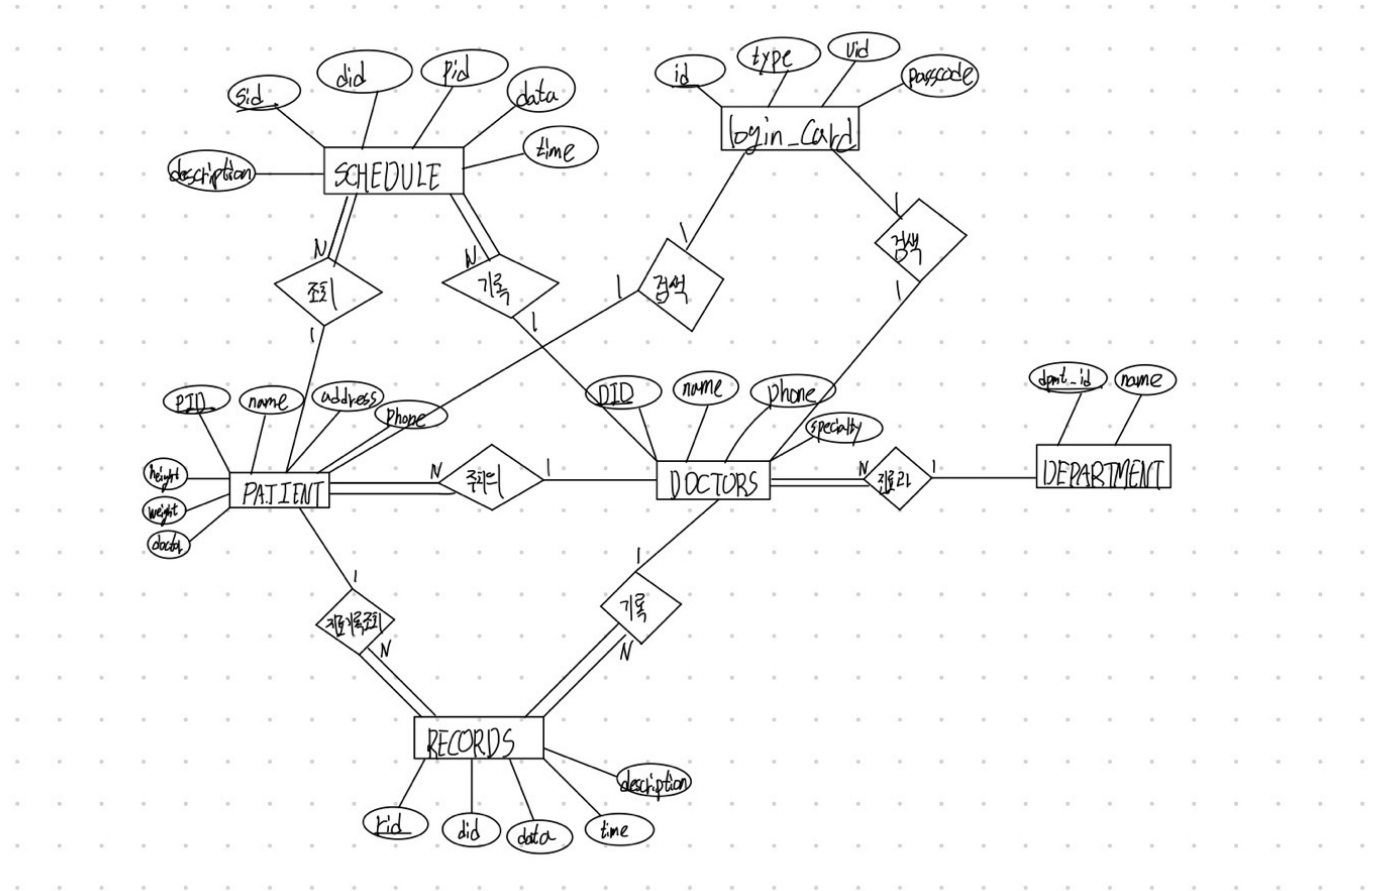 sid
did
pid
data
time
description
SCHEDULE
id
type
uid
passcode
login_Card
N
조회
1
N
기록
1
1
검색
1
1
검색
1
PID
name
address
phone
height
weight
doctor
PATIENT
N
주치의
1
DID
name
phone
specialty
DOCTORS
N
진료과
1
dpmt_id
name
DEPARTMENT
1
진료기록조회
N
1
기록
N
RECORDS
rid
did
data
time
description